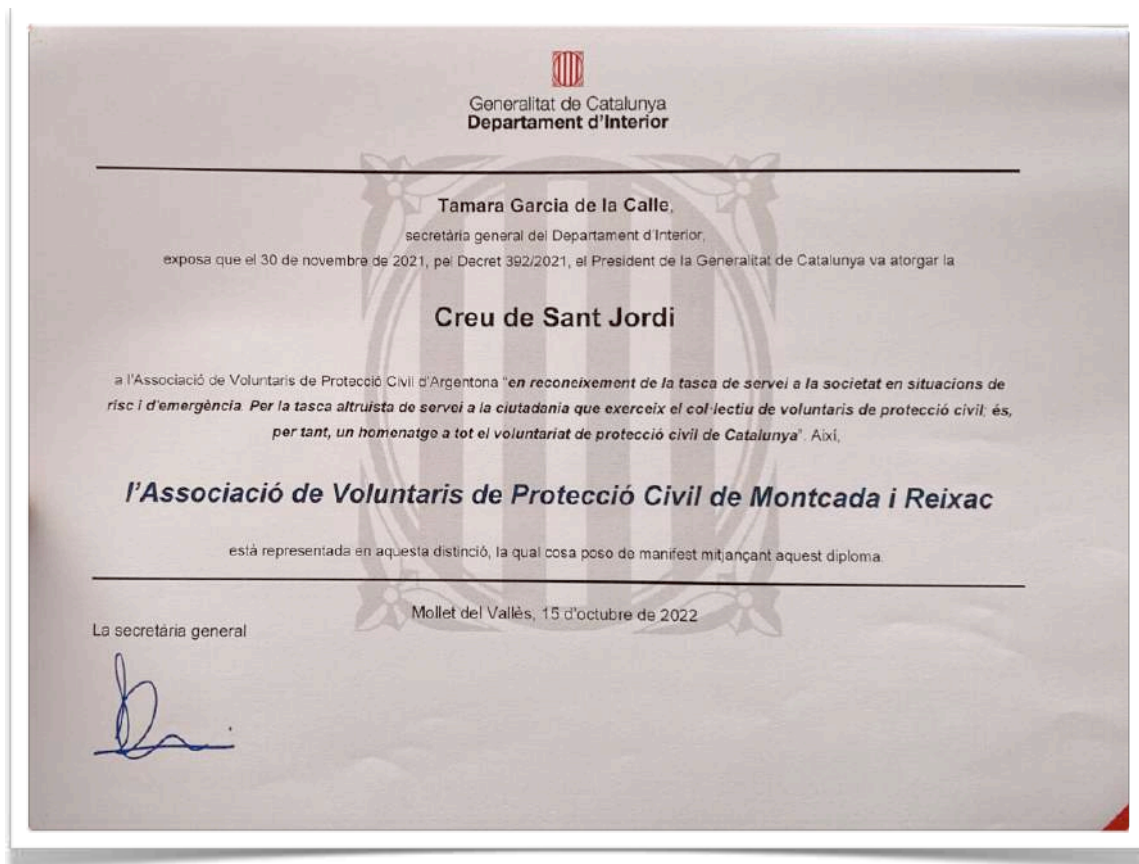 Generalitat de Catalunya
Departament d'Interior
Tamara Garcia de la Calle,
secretària general del Departament d'Interior,
exposa que el 30 de novembre de 2021, pel Decret 392/2021, el President de la Generalitat de Catalunya va atorgar la
Creu de Sant Jordi
a l'Associació de Voluntaris de Protecció Civil d'Argentona "en reconeixement de la tasca de servei a la societat en situacions de
risc i d'emergència. Per la tasca altruista de servei a la ciutadania que exerceix el col·lectiu de voluntaris de protecció civil; és,
per tant, un homenatge a tot el voluntariat de protecció civil de Catalunya". Així,
l'Associació de Voluntaris de Protecció Civil de Montcada i Reixac
està representada en aquesta distinció, la qual cosa poso de manifest mitjançant aquest diploma.
Mollet del Vallès, 15 d'octubre de 2022
La secretària general